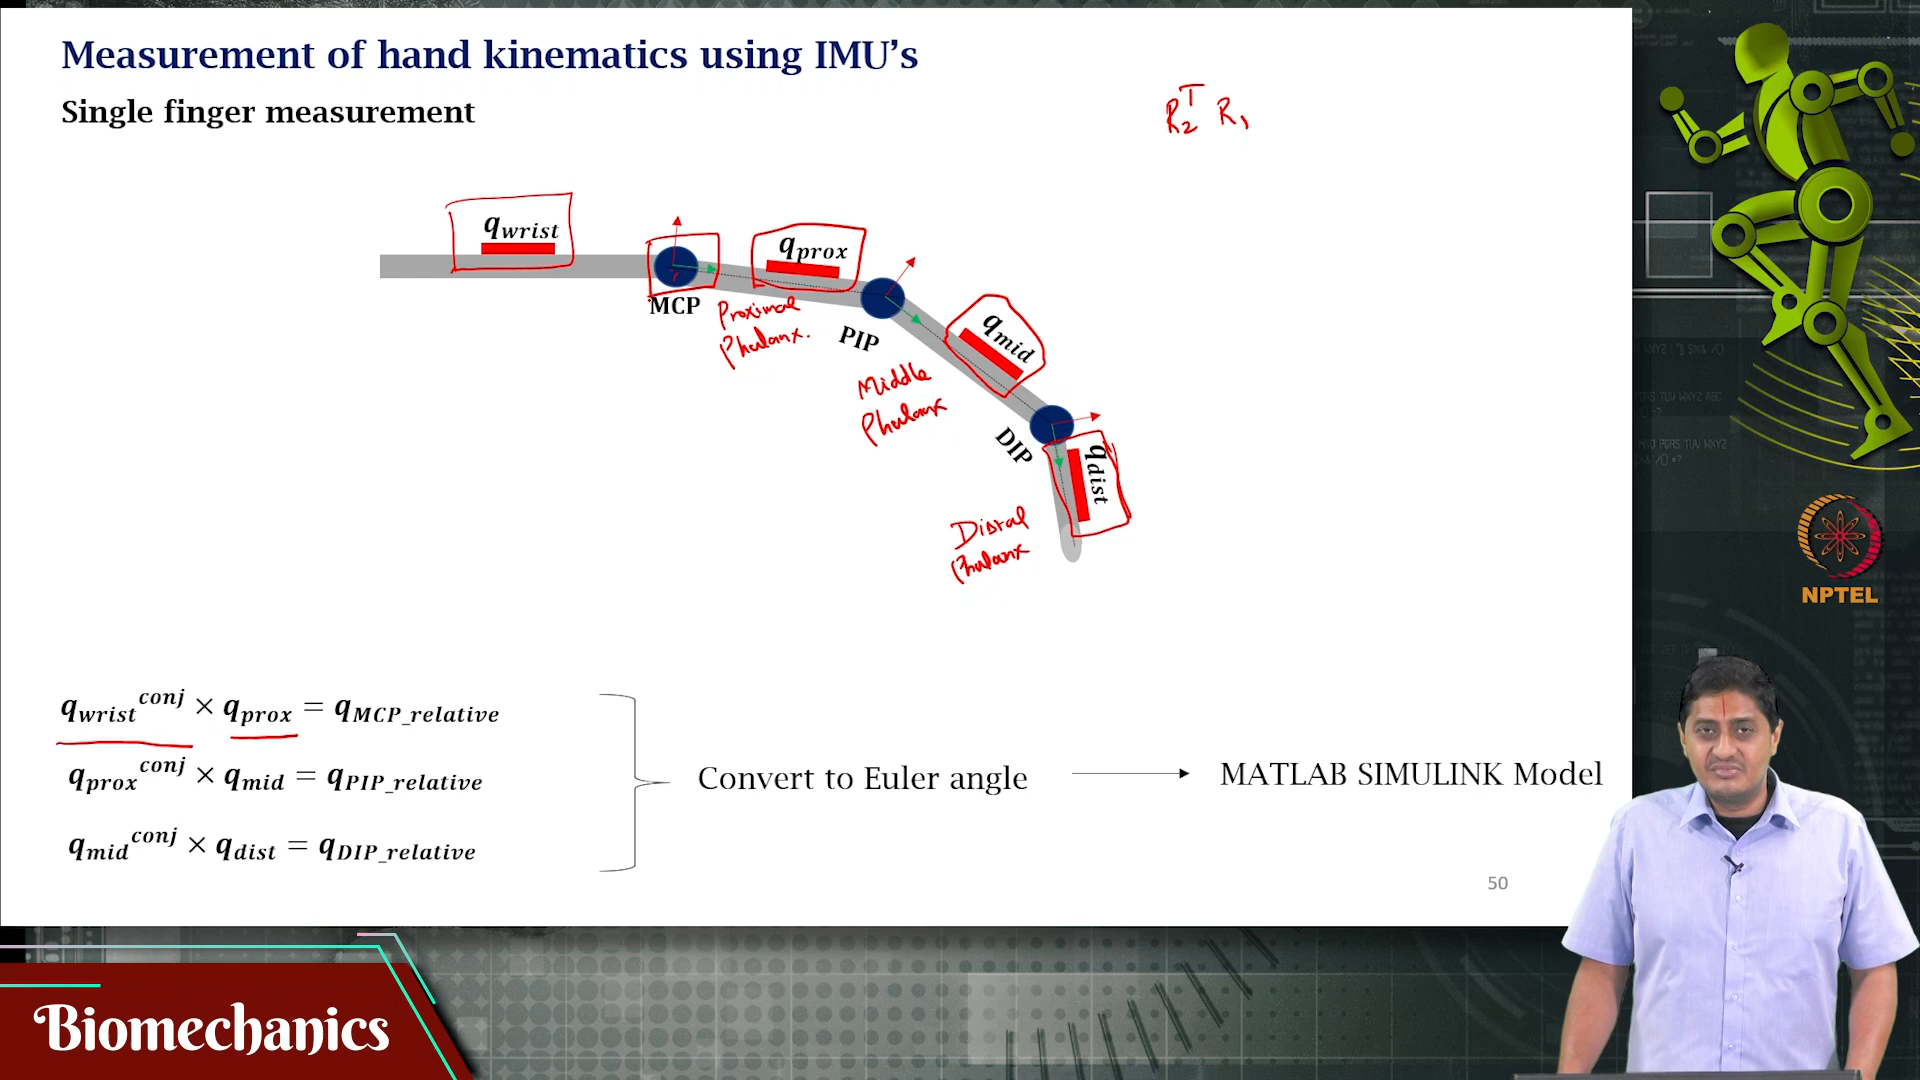 Measurement of hand kinematics using IMU's
Single finger measurement
R₂ᵀ R₁
q_wrist
q_prox
MCP
Proximal
Phalanx.
PIP
q_mid
Middle
Phalanx
DIP
q_dist
Distal
Phalanx
q_wrist^conj × q_prox = q_MCP_relative
q_prox^conj × q_mid = q_PIP_relative
q_mid^conj × q_dist = q_DIP_relative
Convert to Euler angle
MATLAB SIMULINK Model
50
NPTEL
Biomechanics